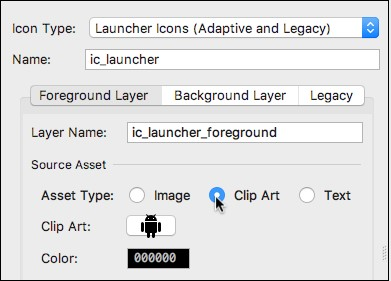 Icon Type: Launcher Icons (Adaptive and Legacy)
Name: ic_launcher
Foreground Layer Background Layer Legacy
Layer Name: ic_launcher_foreground
Source Asset
Asset Type: Image Clip Art Text
Clip Art:
Color: 000000